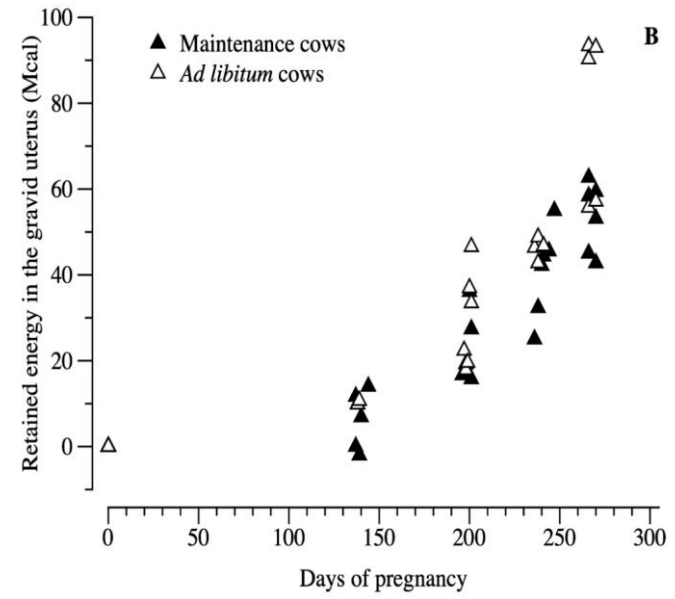 B
Maintenance cows
Ad libitum cows
Retained energy in the gravid uterus (Mcal)
100
80
60
40
20
0
0 50 100 150 200 250 300
Days of pregnancy